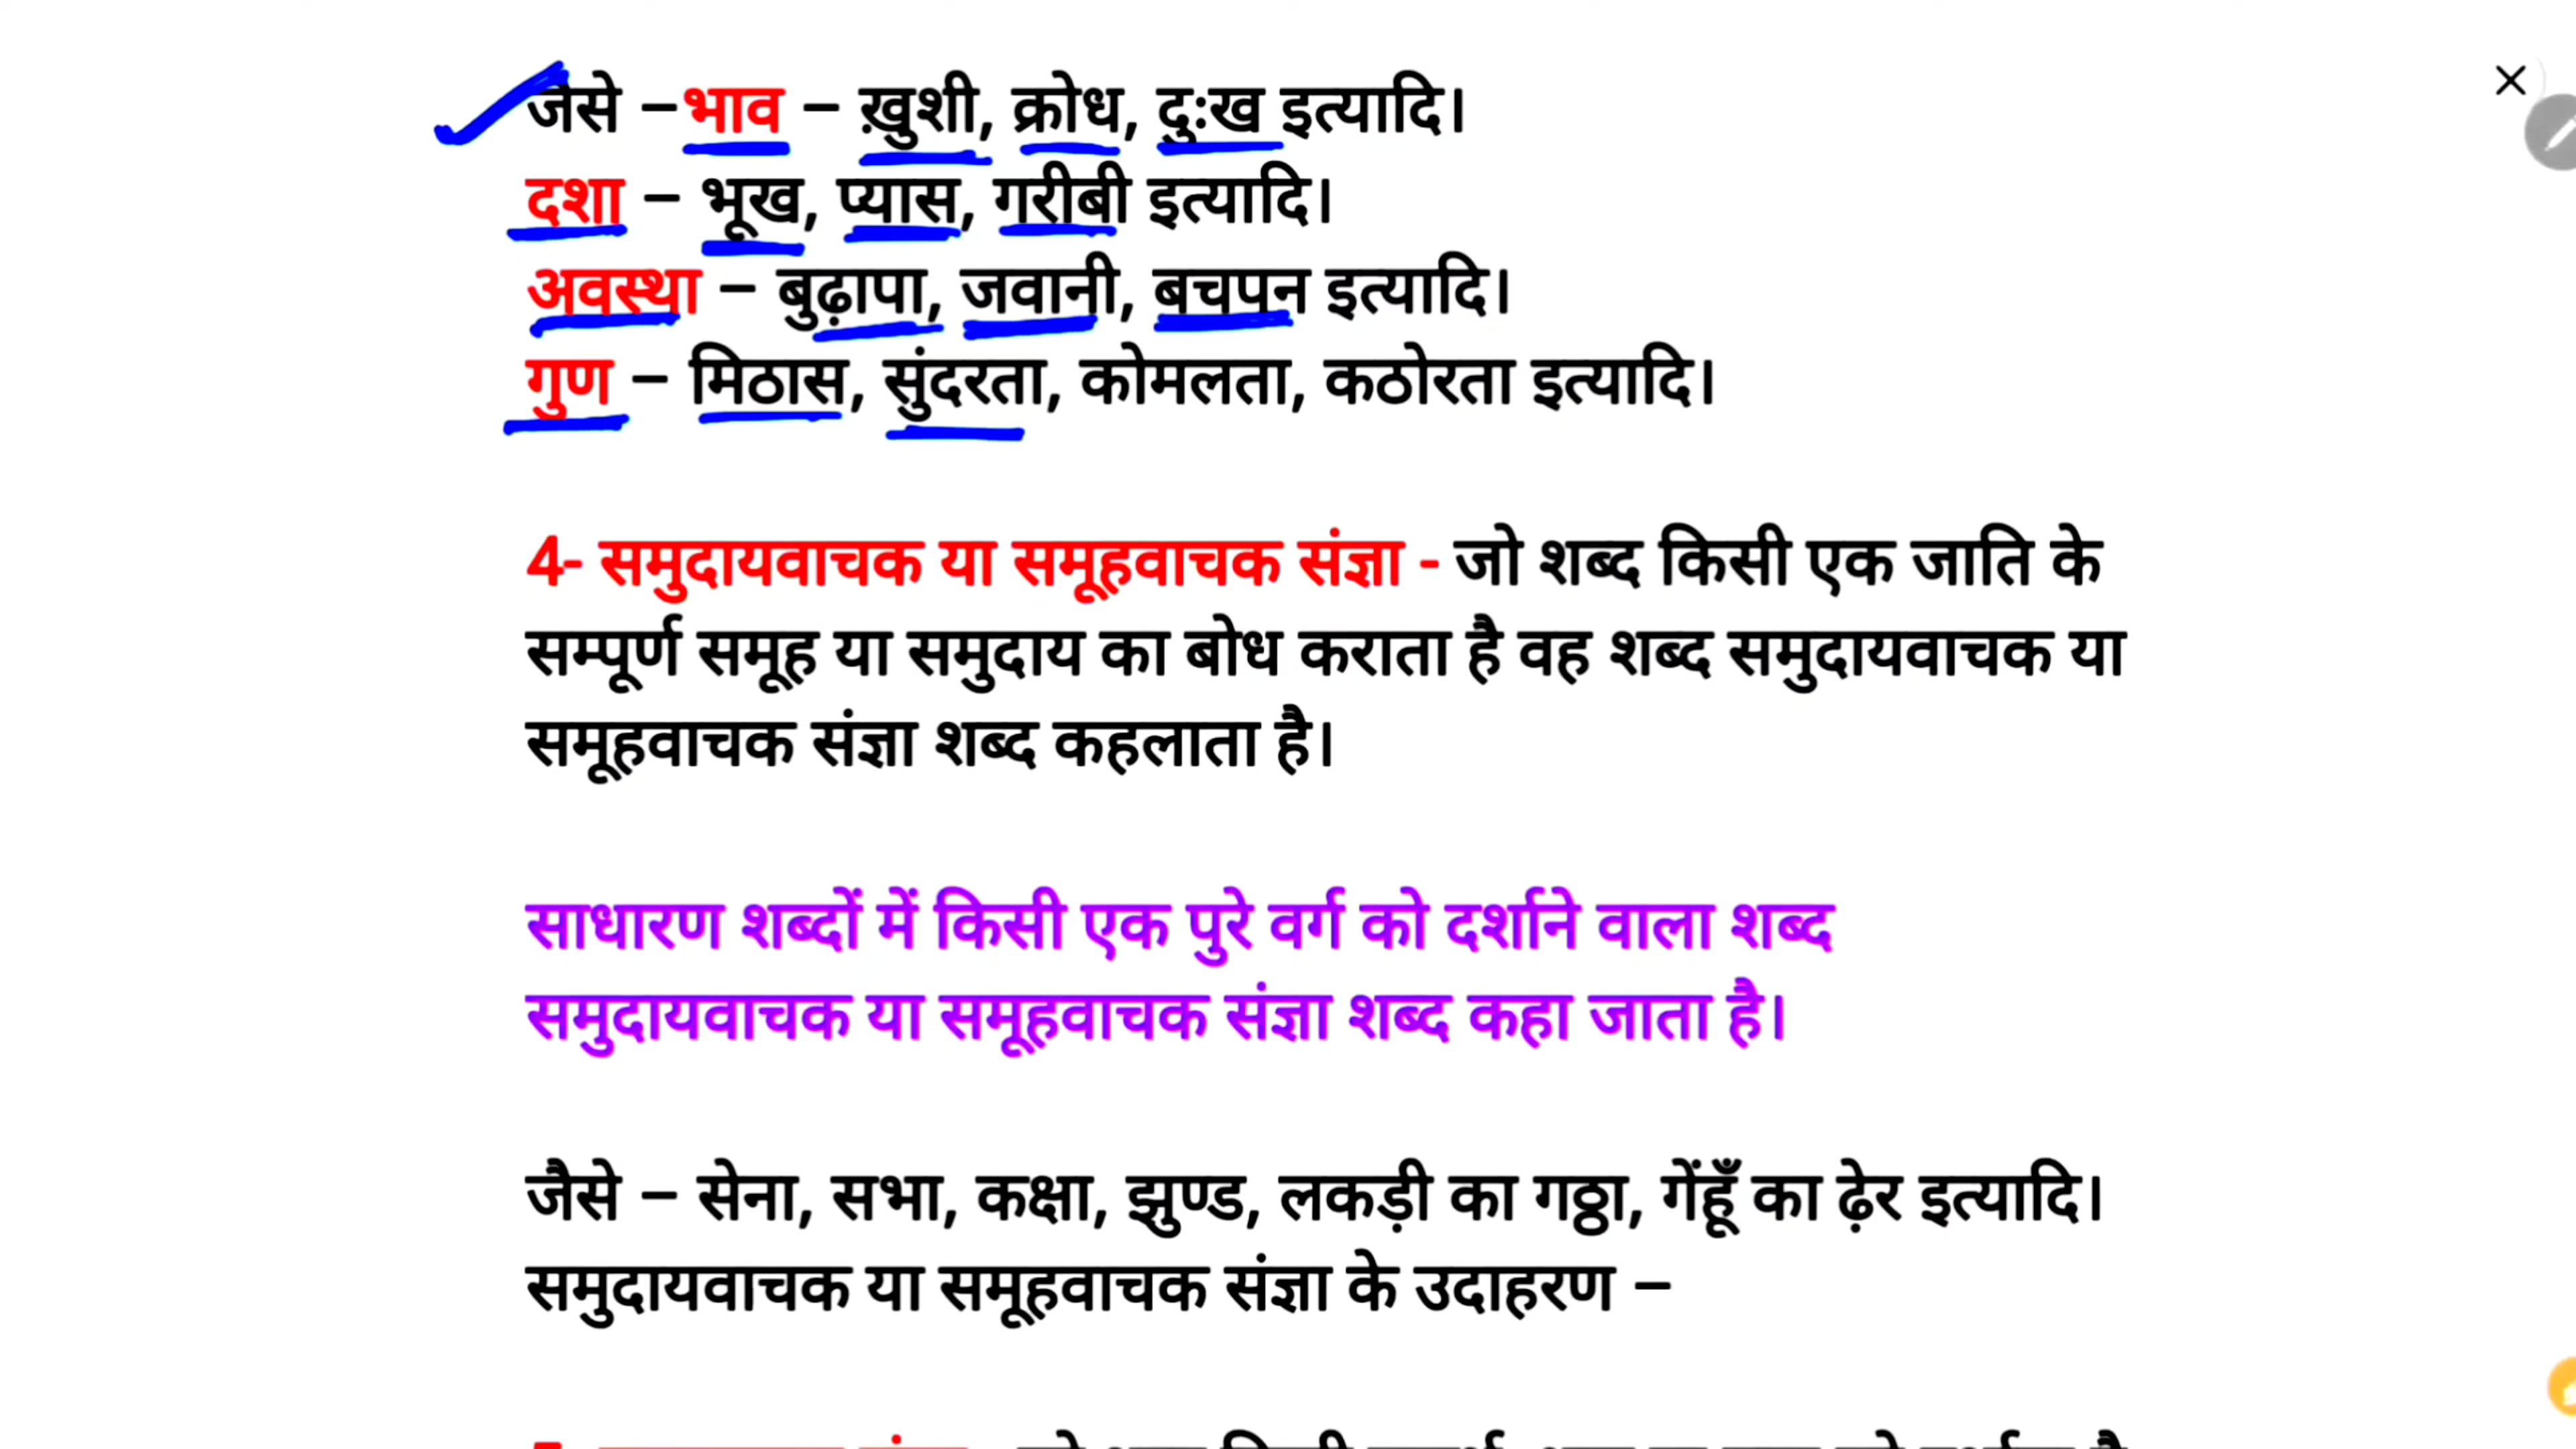 जैसे –भाव – ख़ुशी, क्रोध, दुःख इत्यादि।
दशा – भूख, प्यास, गरीबी इत्यादि।
अवस्था – बुढ़ापा, जवानी, बचपन इत्यादि।
गुण – मिठास, सुंदरता, कोमलता, कठोरता इत्यादि।
4- समुदायवाचक या समूहवाचक संज्ञा - जो शब्द किसी एक जाति के
सम्पूर्ण समूह या समुदाय का बोध कराता है वह शब्द समुदायवाचक या
समूहवाचक संज्ञा शब्द कहलाता है।
साधारण शब्दों में किसी एक पुरे वर्ग को दर्शाने वाला शब्द
समुदायवाचक या समूहवाचक संज्ञा शब्द कहा जाता है।
जैसे – सेना, सभा, कक्षा, झुण्ड, लकड़ी का गठ्ठा, गेंहूँ का ढ़ेर इत्यादि।
समुदायवाचक या समूहवाचक संज्ञा के उदाहरण –